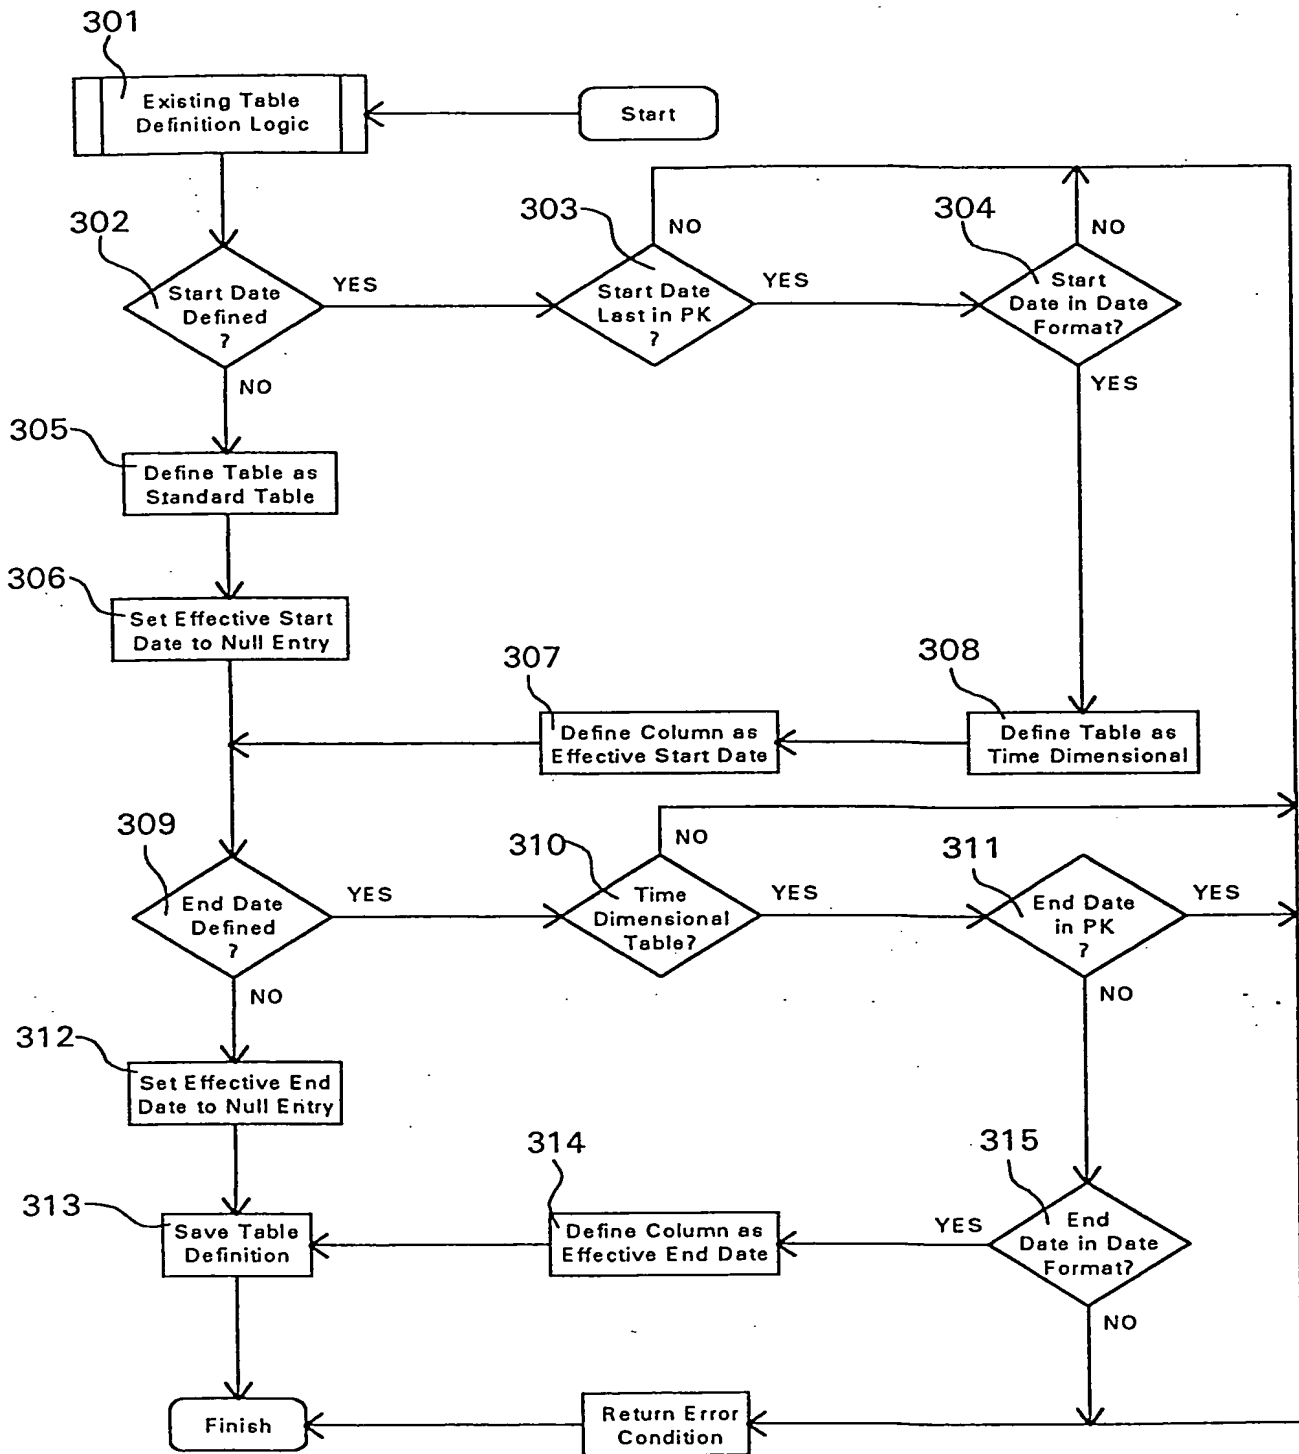 301
Existing Table
Definition Logic
Start
302
Start Date
Defined
?
YES
NO
303
Start Date
Last in PK
?
NO
YES
304
Start
Date in Date
Format?
NO
YES
305
Define Table as
Standard Table
306
Set Effective Start
Date to Null Entry
307
Define Column as
Effective Start Date
308
Define Table as
Time Dimensional
309
End Date
Defined
?
YES
NO
310
Time
Dimensional
Table?
NO
YES
311
End Date
in PK
?
YES
NO
312
Set Effective End
Date to Null Entry
313
Save Table
Definition
314
Define Column as
Effective End Date
315
End
Date in Date
Format?
YES
NO
Finish
Return Error
Condition